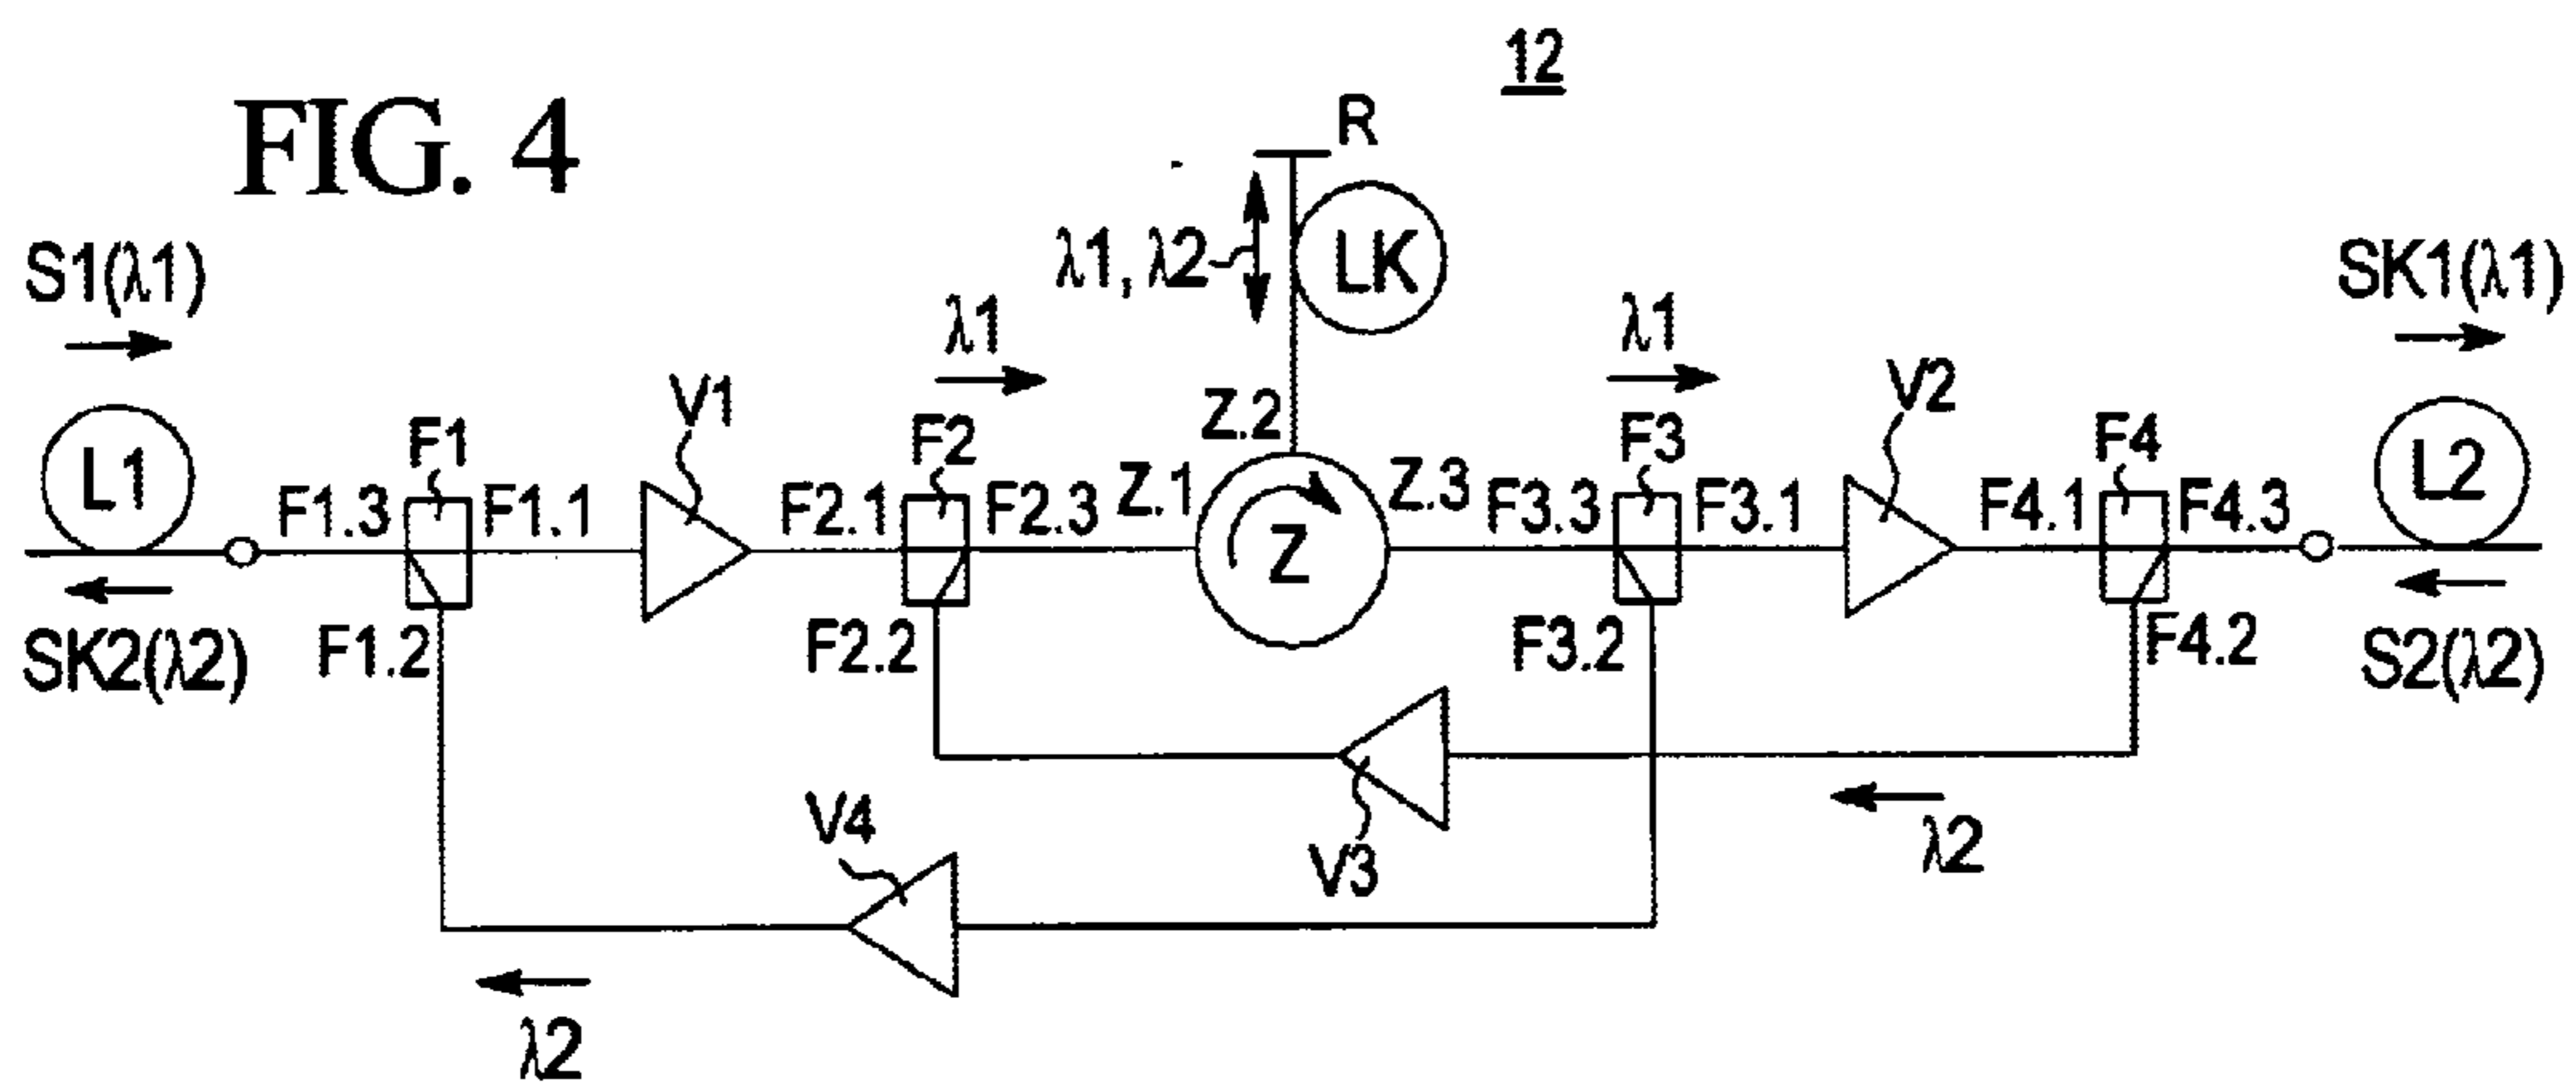 12
FIG. 4
R
S1(λ1)
λ1, λ2
LK
SK1(λ1)
λ1
λ1
V1
V2
Z.2
F1
F2
F3
F4
L1
L2
F1.3
F1.1
F2.1
F2.3
Z.1
Z.3
F3.3
F3.1
F4.1
F4.3
Z
SK2(λ2)
F1.2
F2.2
F3.2
F4.2
S2(λ2)
V4
V3
λ2
λ2